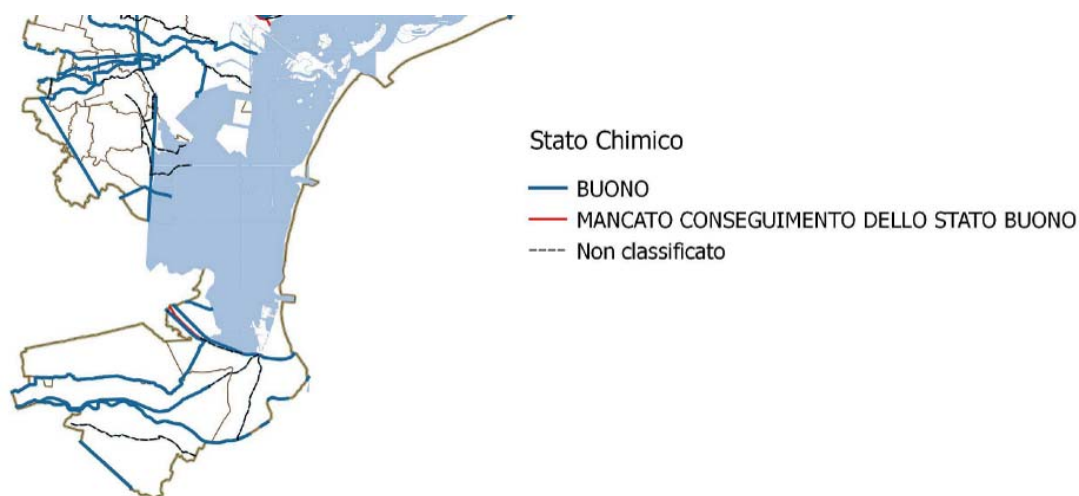 Stato Chimico
BUONO
MANCATO CONSEGUIMENTO DELLO STATO BUONO
Non classificato